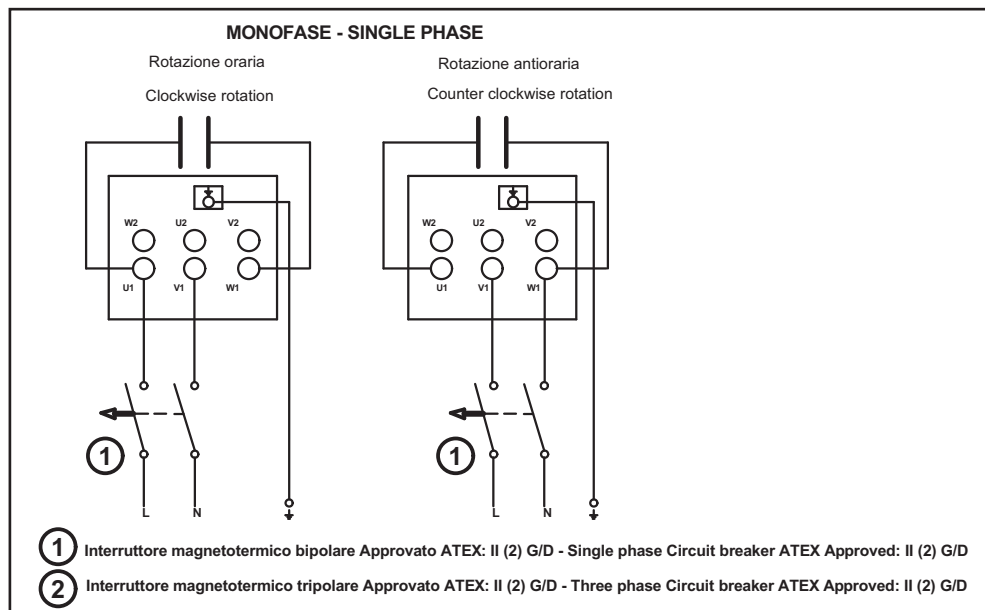 MONOFASE - SINGLE PHASE
Rotazione oraria
Clockwise rotation
Rotazione antioraria
Counter clockwise rotation
W2 U2 V2
U1 V1 W1
W2 U2 V2
U1 V1 W1
1
1
L N
L N
1 Interruttore magnetotermico bipolare Approvato ATEX: II (2) G/D - Single phase Circuit breaker ATEX Approved: II (2) G/D
2 Interruttore magnetotermico tripolare Approvato ATEX: II (2) G/D - Three phase Circuit breaker ATEX Approved: II (2) G/D